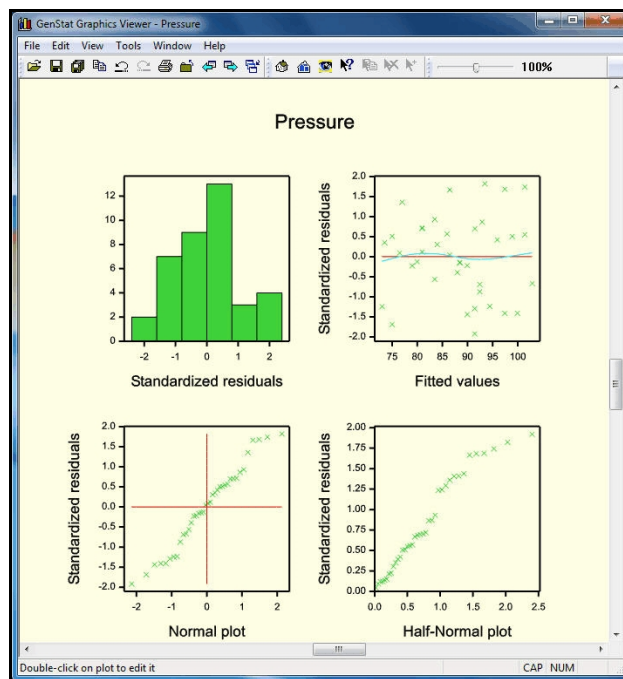 GenStat Graphics Viewer - Pressure
File Edit View Tools Window Help
100%
Pressure
12
10
8
6
4
2
0
-2 -1 0 1 2
Standardized residuals
Standardized residuals
2.0
1.5
1.0
0.5
0.0
-0.5
-1.0
-1.5
-2.0
75 80 85 90 95 100
Fitted values
Standardized residuals
2.0
1.5
1.0
0.5
0.0
-0.5
-1.0
-1.5
-2.0
-2 -1 0 1 2
Normal plot
Standardized residuals
2.00
1.75
1.50
1.25
1.00
0.75
0.50
0.25
0.00
0.0 0.5 1.0 1.5 2.0 2.5
Half-Normal plot
Double-click on plot to edit it CAP NUM